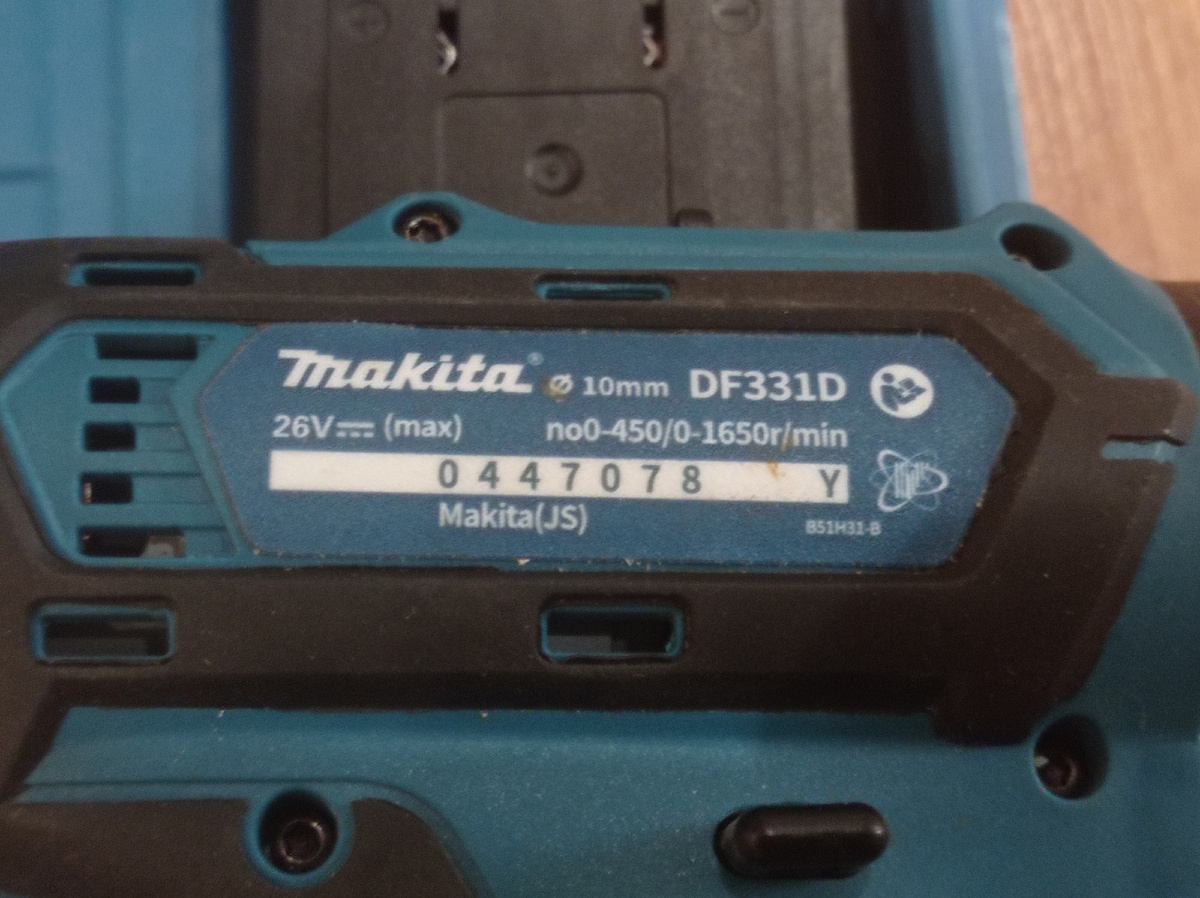 makita® ⌀ 10mm DF331D
26V⎓ (max) no0-450/0-1650r/min
0447078 Y
Makita(JS)
B51H31-B